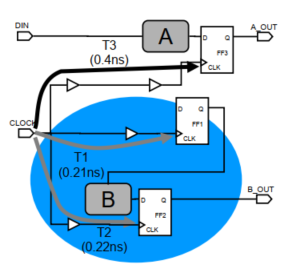 DIN
A
D Q
A_OUT
FF3
CLK
T3
(0.4ns)
CLOCK
D Q
FF1
CLK
T1
(0.21ns)
B
D Q
B_OUT
FF2
CLK
T2
(0.22ns)